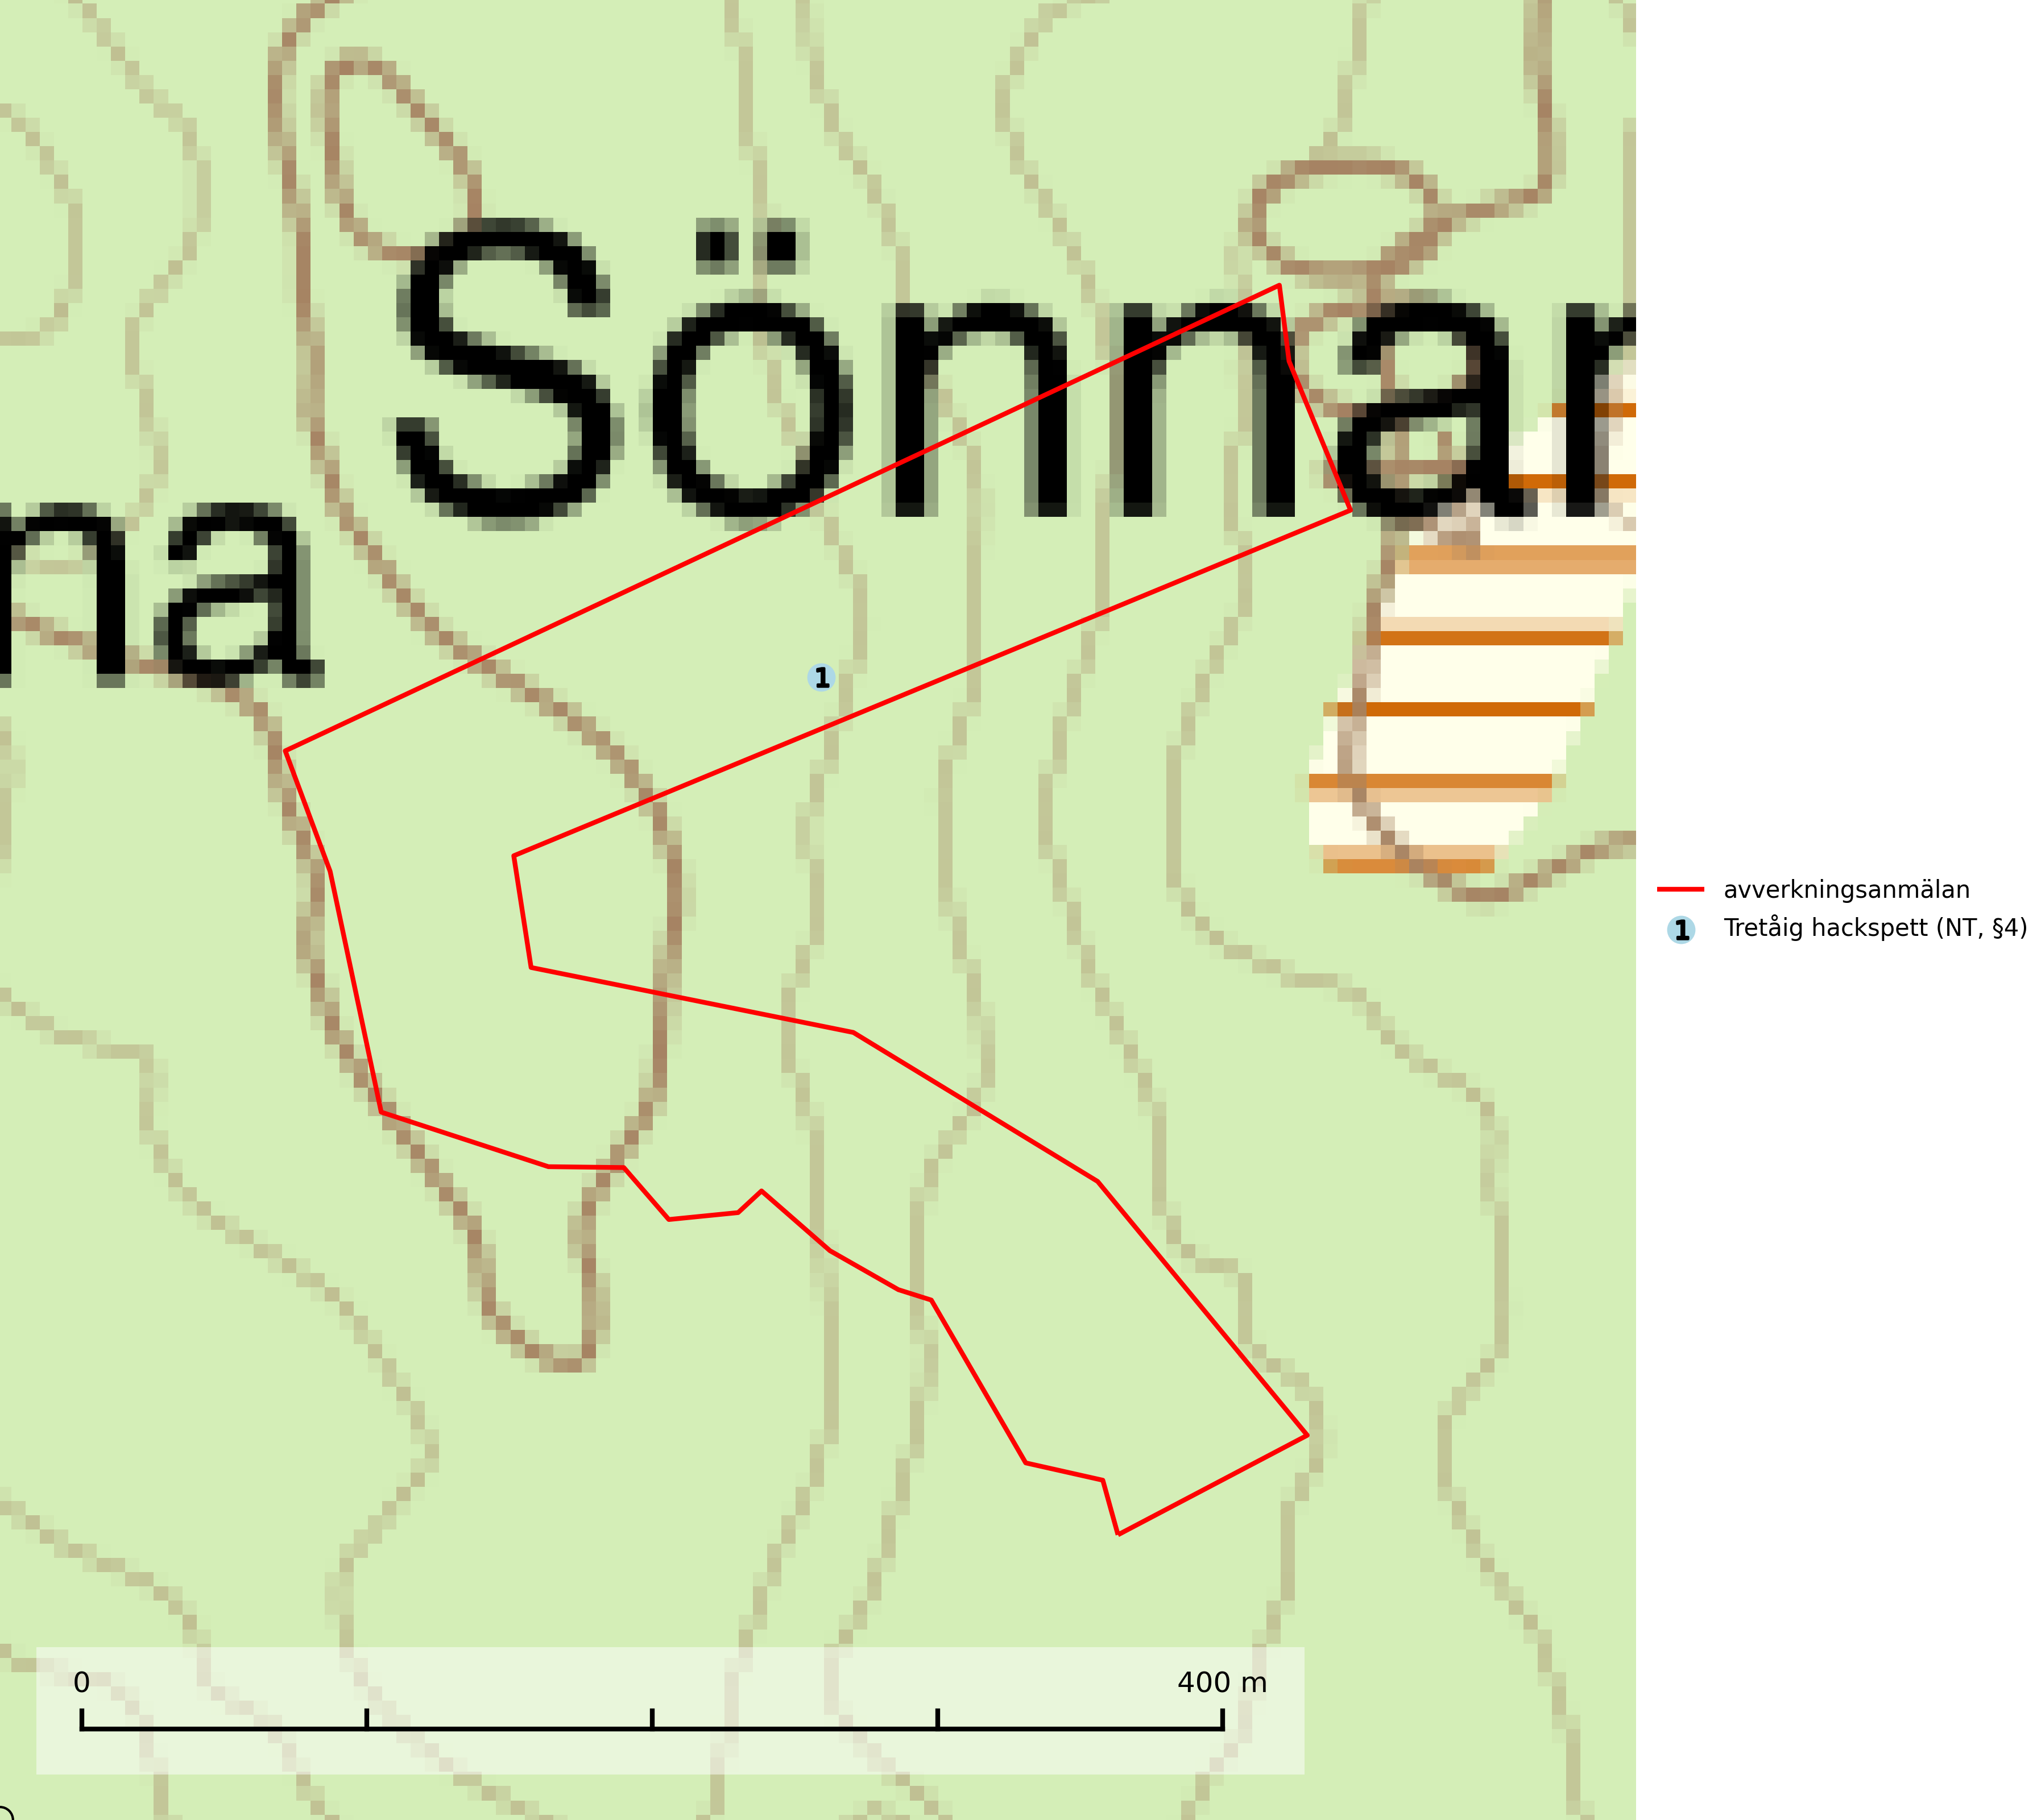 Sönnar
na
1
avverkningsanmälan
1 Tretåig hackspett (NT, §4)
0 400 m